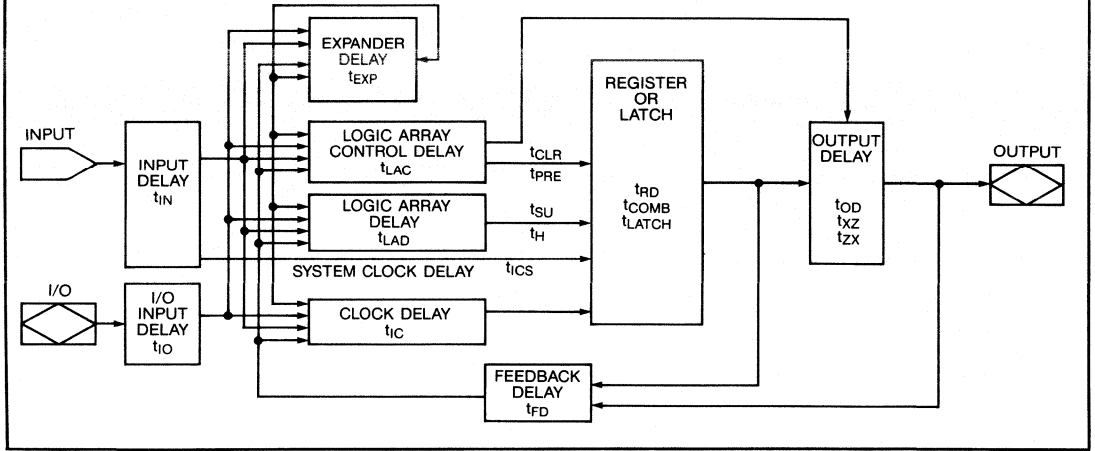 EXPANDER
DELAY
tEXP
INPUT
INPUT
DELAY
tIN
LOGIC ARRAY
CONTROL DELAY
tLAC
tCLR
tPRE
REGISTER
OR
LATCH
tRD
tCOMB
tLATCH
OUTPUT
DELAY
tOD
tXZ
tZX
OUTPUT
LOGIC ARRAY
DELAY
tLAD
tSU
tH
SYSTEM CLOCK DELAY tICS
I/O
I/O
INPUT
DELAY
tIO
CLOCK DELAY
tIC
FEEDBACK
DELAY
tFD